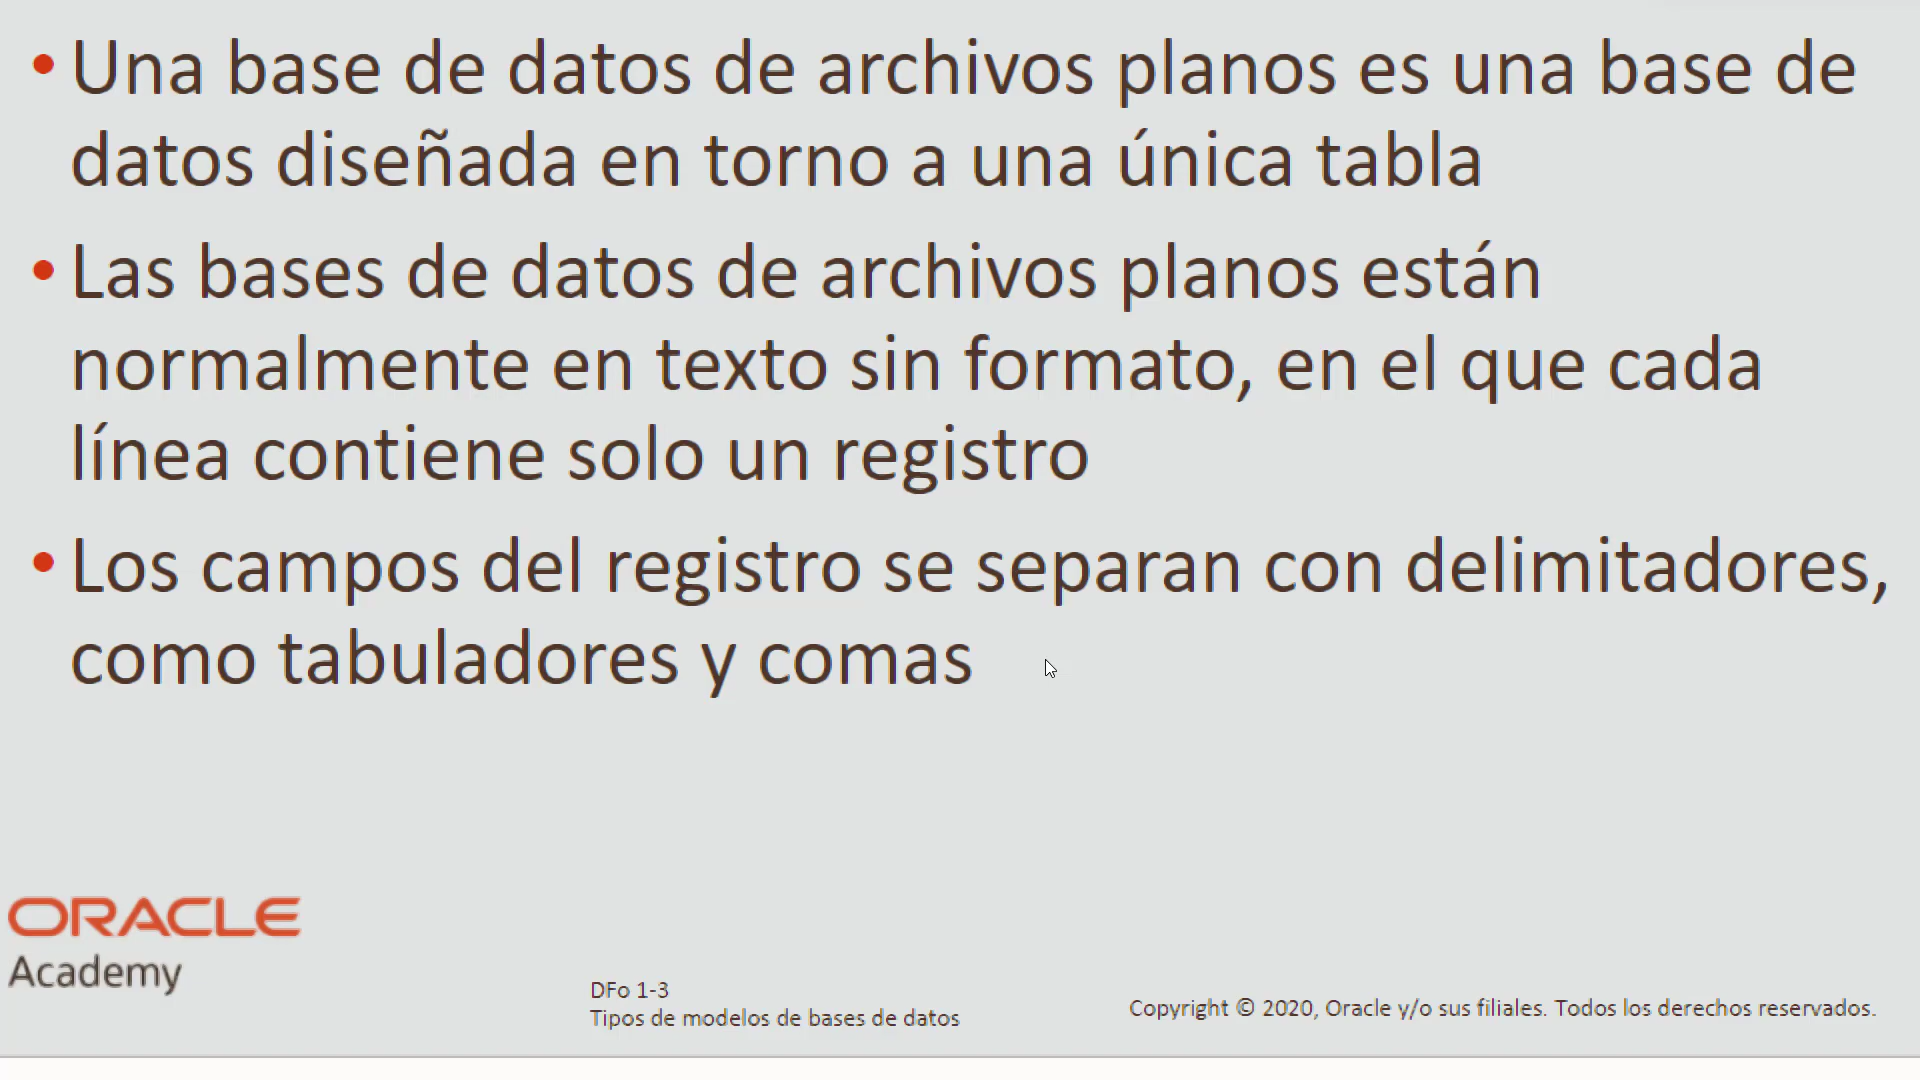 • Una base de datos de archivos planos es una base de
datos diseñada en torno a una única tabla
• Las bases de datos de archivos planos están
normalmente en texto sin formato, en el que cada
línea contiene solo un registro
• Los campos del registro se separan con delimitadores,
como tabuladores y comas
ORACLE
Academy
DFo 1-3
Tipos de modelos de bases de datos
Copyright © 2020, Oracle y/o sus filiales. Todos los derechos reservados.